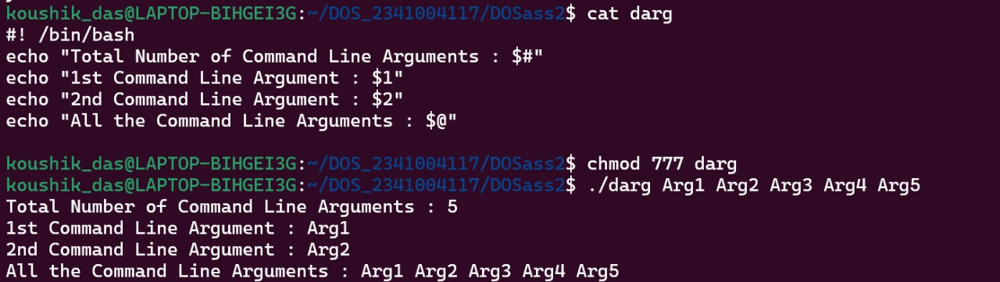 koushik_das@LAPTOP-BIHGEI3G:~/DOS_2341004117/DOSass2$ cat darg
#! /bin/bash
echo "Total Number of Command Line Arguments : $#"
echo "1st Command Line Argument : $1"
echo "2nd Command Line Argument : $2"
echo "All the Command Line Arguments : $@"
koushik_das@LAPTOP-BIHGEI3G:~/DOS_2341004117/DOSass2$ chmod 777 darg
koushik_das@LAPTOP-BIHGEI3G:~/DOS_2341004117/DOSass2$ ./darg Arg1 Arg2 Arg3 Arg4 Arg5
Total Number of Command Line Arguments : 5
1st Command Line Argument : Arg1
2nd Command Line Argument : Arg2
All the Command Line Arguments : Arg1 Arg2 Arg3 Arg4 Arg5